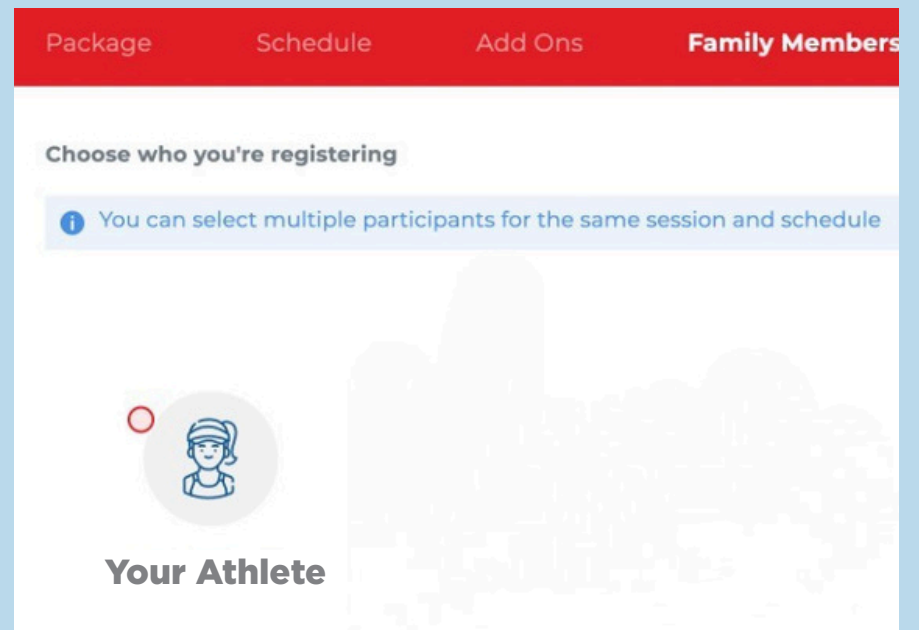 Package Schedule Add Ons Family Members
Choose who you're registering
You can select multiple participants for the same session and schedule
Your Athlete